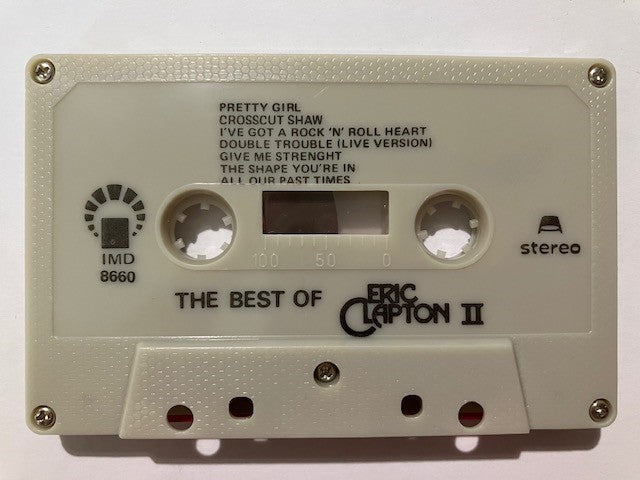 PRETTY GIRL
CROSSCUT SHAW
I'VE GOT A ROCK 'N' ROLL HEART
DOUBLE TROUBLE (LIVE VERSION)
GIVE ME STRENGHT
THE SHAPE YOU'RE IN
ALL OUR PAST TIMES
IMD
8660
100 50 0
stereo
THE BEST OF ERIC CLAPTON II